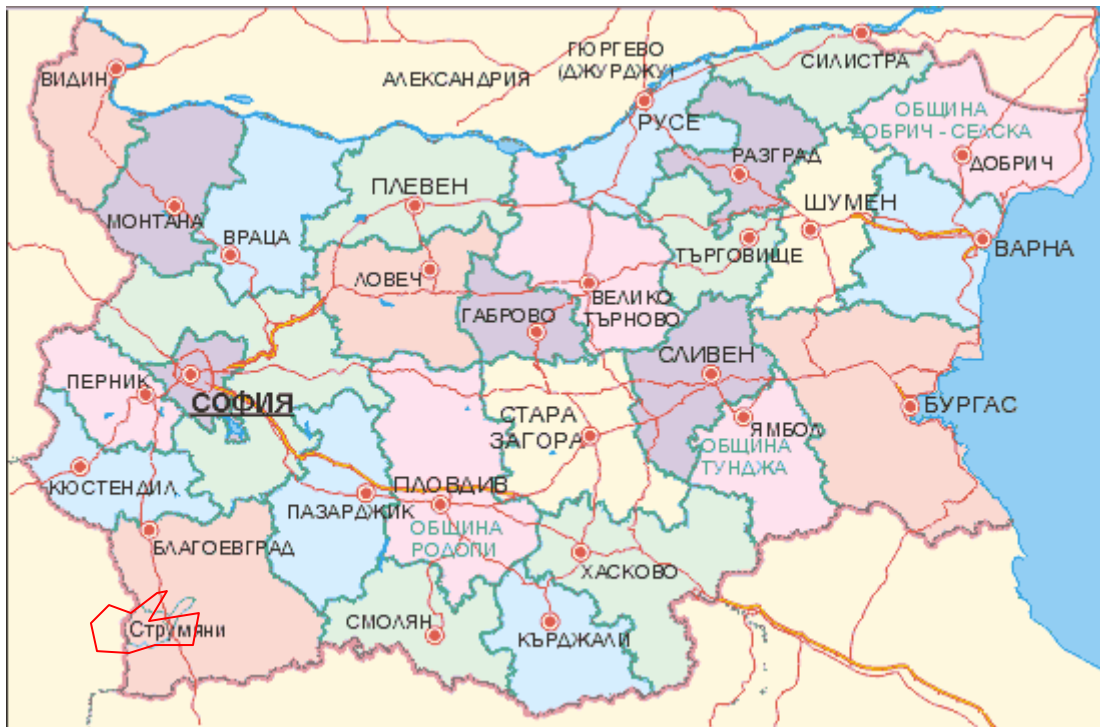 ГЮРГЕВО
(ДЖУРДЖУ)
СИЛИСТРА
ВИДИН
АЛЕКСАНДРИЯ
РУСЕ
ОБЩИНА
ДОБРИЧ - СЕЛСКА
РАЗГРАД
ДОБРИЧ
ПЛЕВЕН
ШУМЕН
МОНТАНА
ВРАЦА
ТЪРГОВИЩЕ
ВАРНА
ЛОВЕЧ
ВЕЛИКО
ТЪРНОВО
ГАБРОВО
СЛИВЕН
ПЕРНИК
СОФИЯ
СТАРА
ЗАГОРА
БУРГАС
ЯМБОЛ
ОБЩИНА
ТУНДЖА
КЮСТЕНДИЛ
ПАЗАРДЖИК
ПЛОВДИВ
ОБЩИНА
РОДОПИ
БЛАГОЕВГРАД
ХАСКОВО
Струмяни
СМОЛЯН
КЪРДЖАЛИ